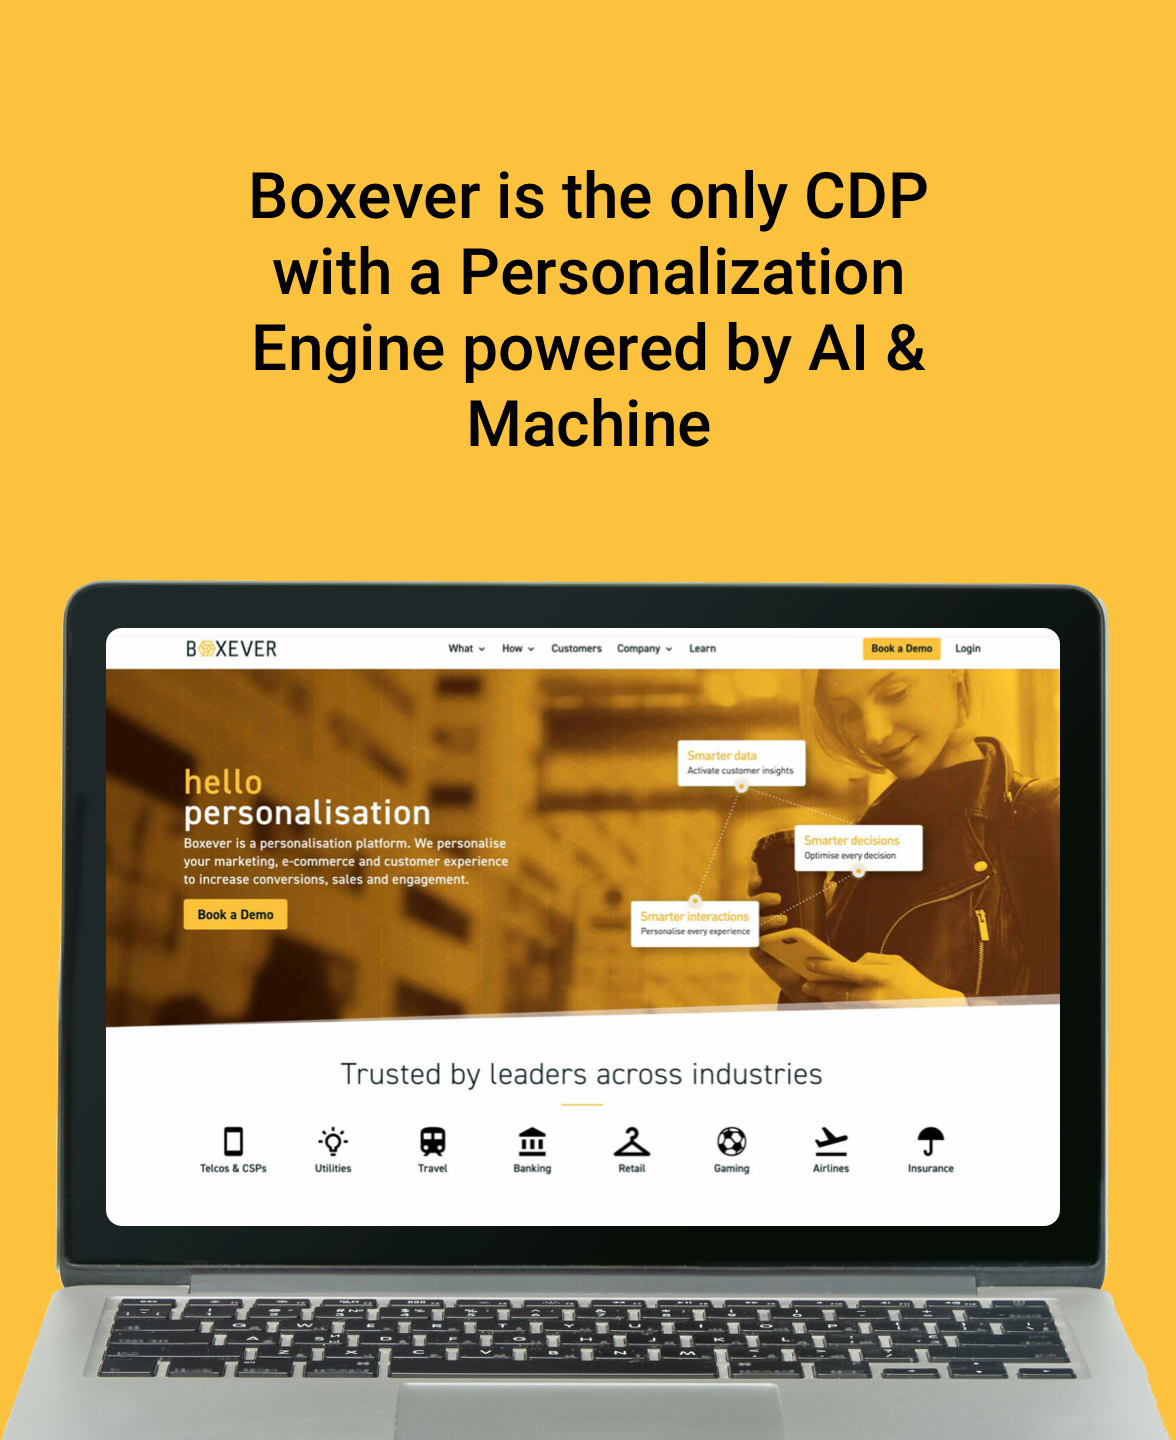 Boxever is the only CDP
with a Personalization
Engine powered by AI &
Machine
BOXEVER
What
How
Customers
Company
Learn
Book a Demo
Login
hello
personalisation
Boxever is a personalisation platform. We personalise
your marketing, e-commerce and customer experience
to increase conversions, sales and engagement.
Book a Demo
Smarter data
Activate customer insights
Smarter decisions
Optimise every decision
Smarter interactions
Personalise every experience
Trusted by leaders across industries
Telcos & CSPs
Utilities
Travel
Banking
Retail
Gaming
Airlines
Insurance